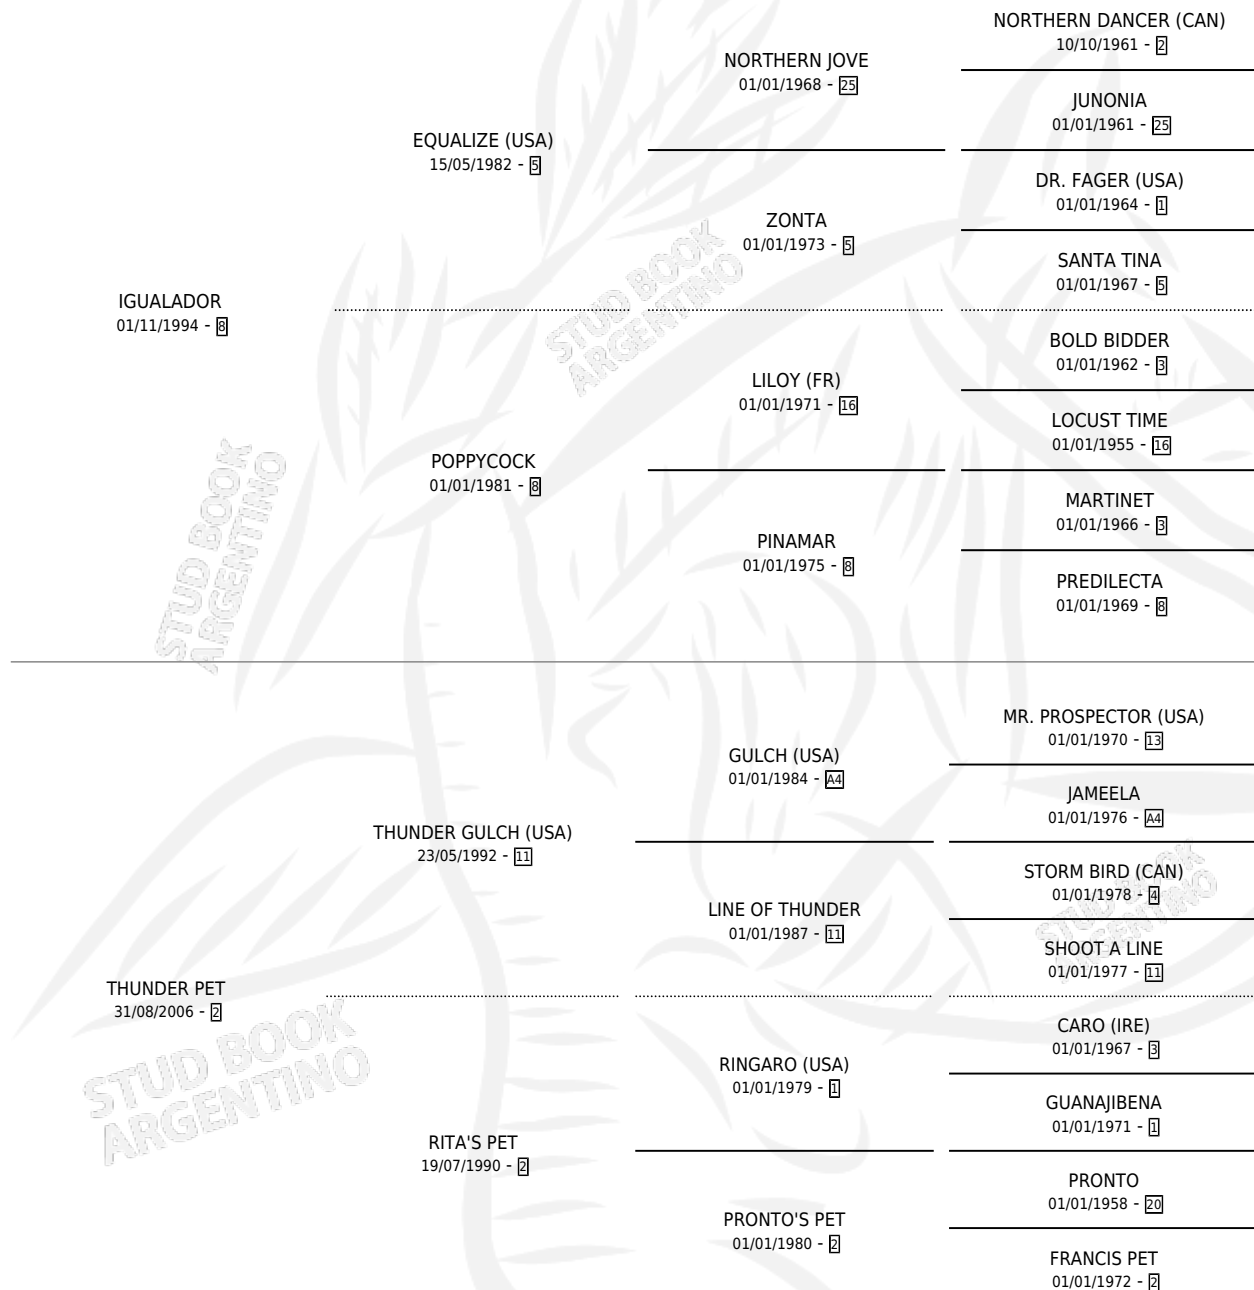 NORTHERN DANCER (CAN)
10/10/1961 - 2
NORTHERN JOVE
01/01/1968 - 25
JUNONIA
01/01/1961 - 25
EQUALIZE (USA)
15/05/1982 - 5
DR. FAGER (USA)
01/01/1964 - 1
ZONTA
01/01/1973 - 5
SANTA TINA
01/01/1967 - 5
IGUALADOR
01/11/1994 - 8
BOLD BIDDER
01/01/1962 - 3
LILOY (FR)
01/01/1971 - 16
LOCUST TIME
01/01/1955 - 16
POPPYCOCK
01/01/1981 - 8
MARTINET
01/01/1966 - 3
PINAMAR
01/01/1975 - 8
PREDILECTA
01/01/1969 - 8
MR. PROSPECTOR (USA)
01/01/1970 - 13
GULCH (USA)
01/01/1984 - A4
JAMEELA
01/01/1976 - A4
THUNDER GULCH (USA)
23/05/1992 - 11
STORM BIRD (CAN)
01/01/1978 - 4
LINE OF THUNDER
01/01/1987 - 11
SHOOT A LINE
01/01/1977 - 11
THUNDER PET
31/08/2006 - 2
CARO (IRE)
01/01/1967 - 3
RINGARO (USA)
01/01/1979 - 1
GUANAJIBENA
01/01/1971 - 1
RITA'S PET
19/07/1990 - 2
PRONTO
01/01/1958 - 20
PRONTO'S PET
01/01/1980 - 2
FRANCIS PET
01/01/1972 - 2
STUD BOOK
ARGENTINO
STUD BOOK
ARGENTINO
STUD BOOK
ARGENTINO
STUD BOOK
ARGENTINO